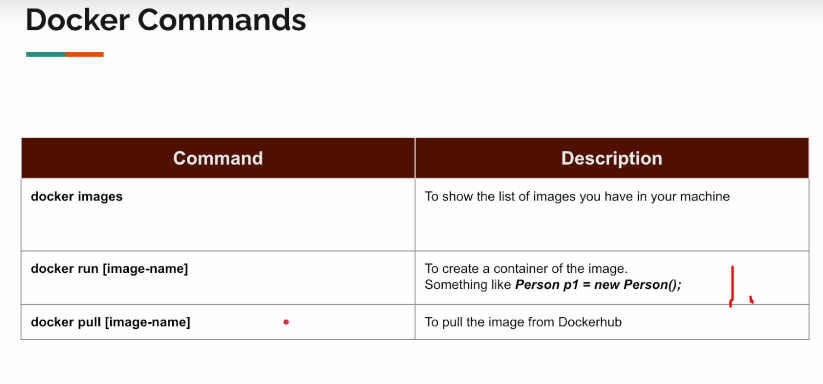 Docker Commands
Command
Description
docker images
To show the list of images you have in your machine
docker run [image-name]
To create a container of the image.
Something like Person p1 = new Person();
docker pull [image-name]
To pull the image from Dockerhub